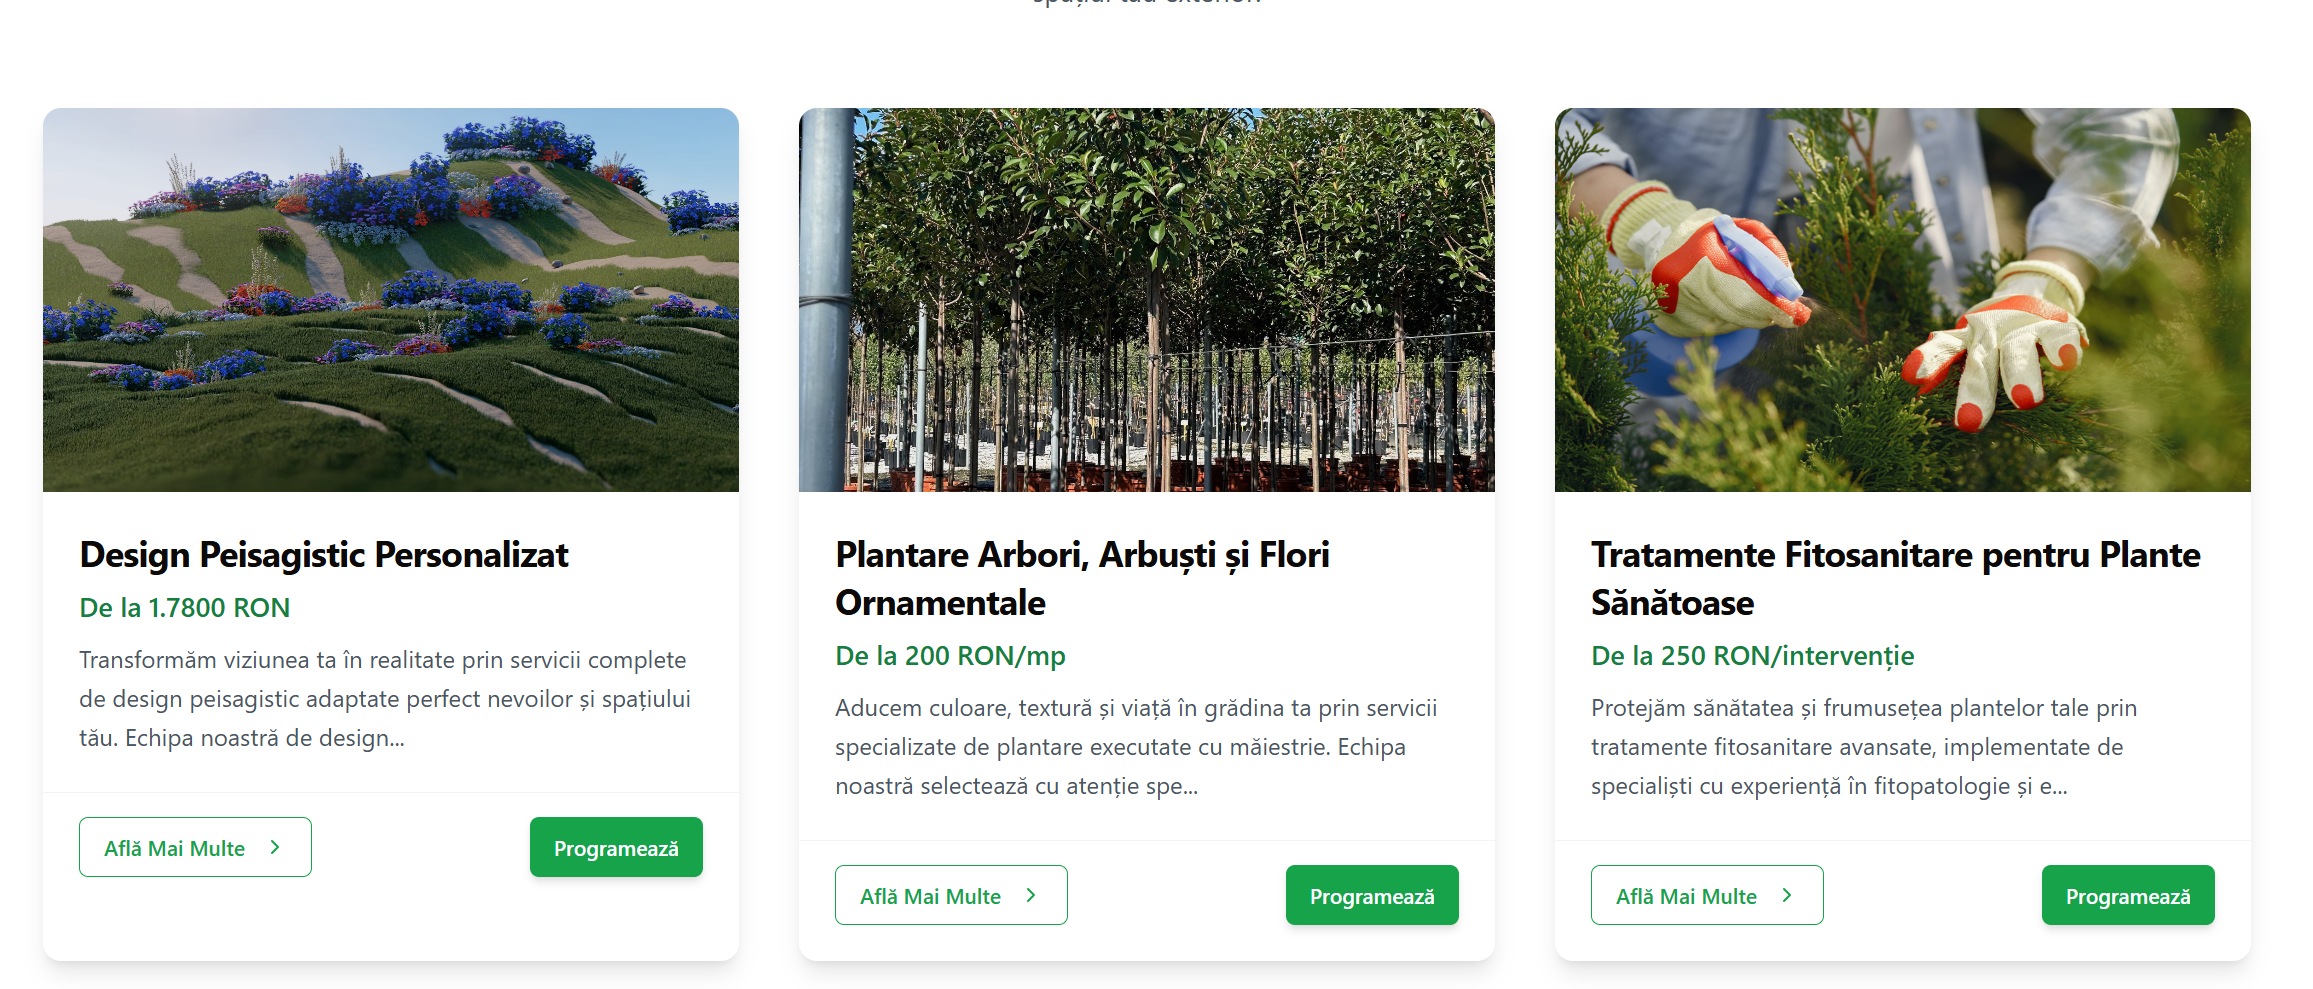 spațiul tău exterior.
Design Peisagistic Personalizat
De la 1.7800 RON
Transformăm viziunea ta în realitate prin servicii complete
de design peisagistic adaptate perfect nevoilor și spațiului
tău. Echipa noastră de design...
Află Mai Multe
Programează
Plantare Arbori, Arbuști și Flori
Ornamentale
De la 200 RON/mp
Aducem culoare, textură și viață în grădina ta prin servicii
specializate de plantare executate cu măiestrie. Echipa
noastră selectează cu atenție spe...
Află Mai Multe
Programează
Tratamente Fitosanitare pentru Plante
Sănătoase
De la 250 RON/intervenție
Protejăm sănătatea și frumusețea plantelor tale prin
tratamente fitosanitare avansate, implementate de
specialiști cu experiență în fitopatologie și e...
Află Mai Multe
Programează